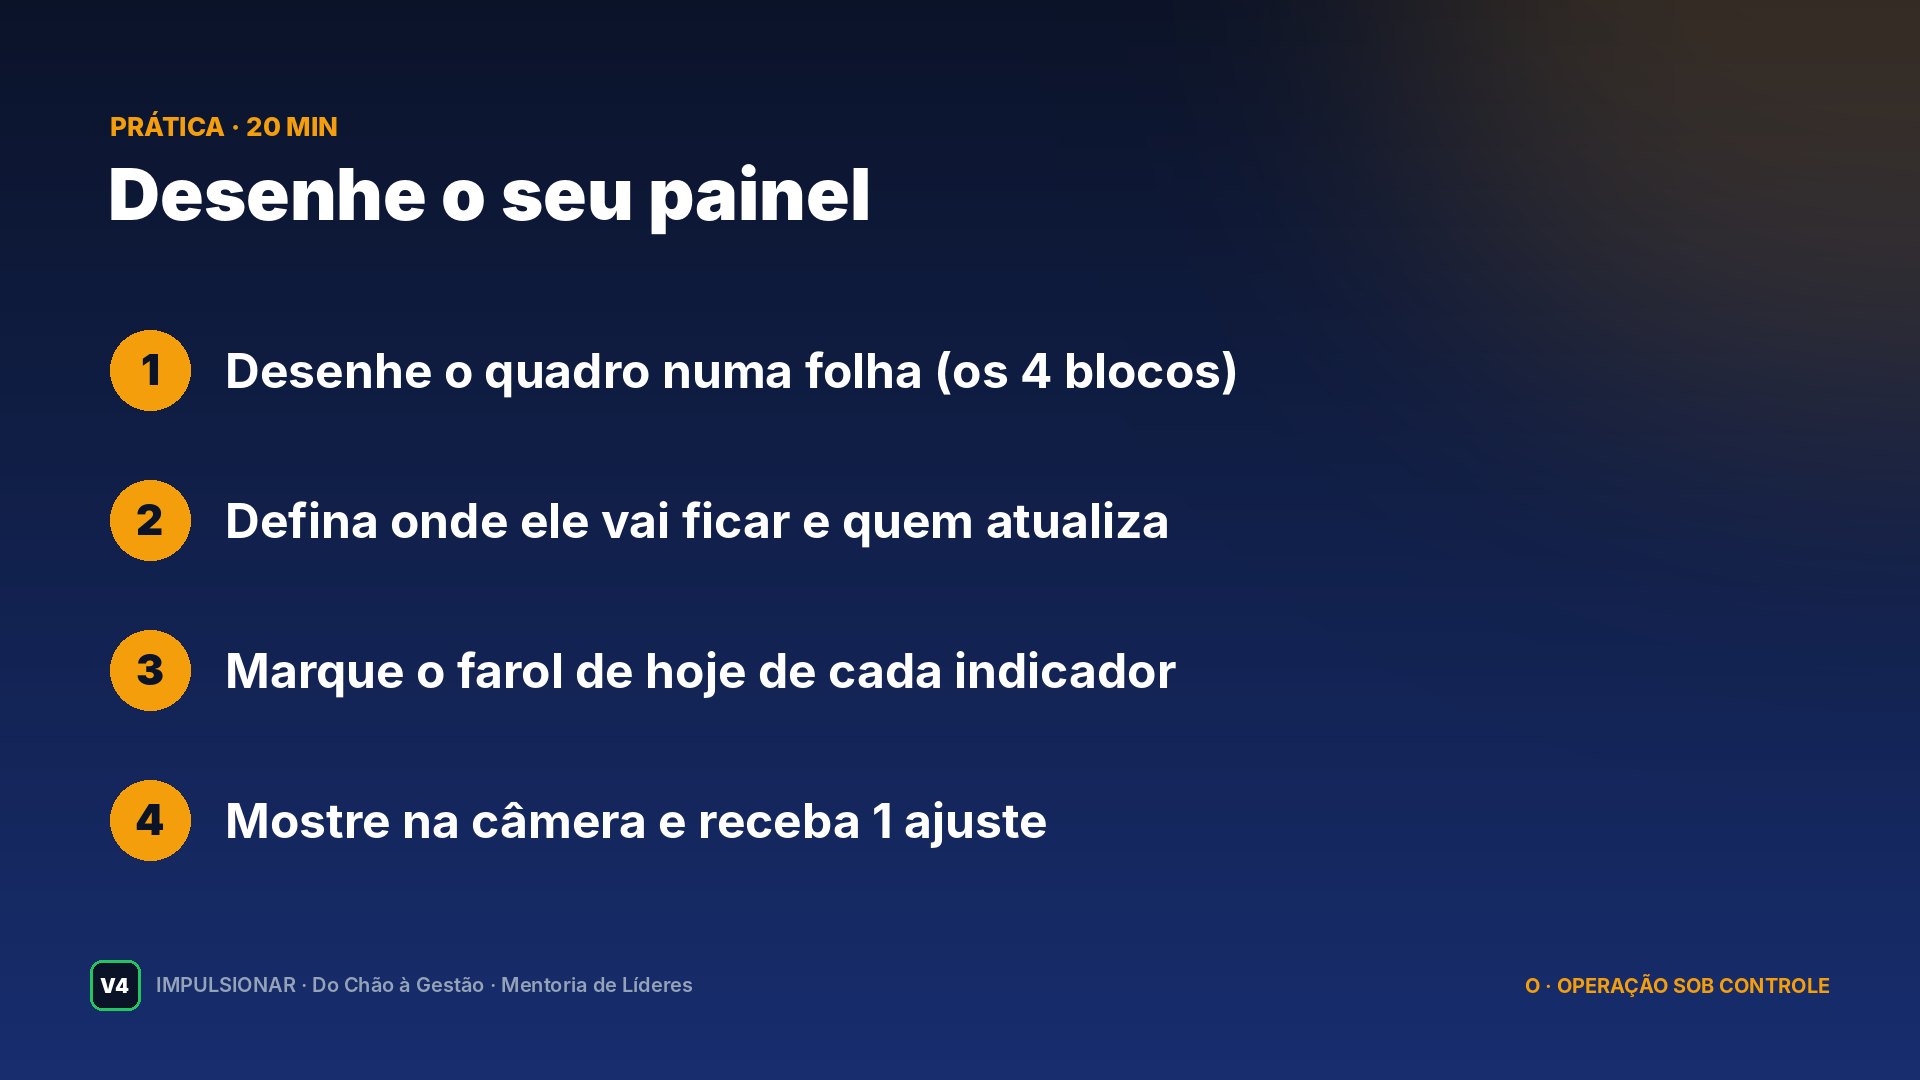 PRÁTICA · 20 MIN
Desenhe o seu painel
1 Desenhe o quadro numa folha (os 4 blocos)
2 Defina onde ele vai ficar e quem atualiza
3 Marque o farol de hoje de cada indicador
4 Mostre na câmera e receba 1 ajuste
V4 IMPULSIONAR · Do Chão à Gestão · Mentoria de Líderes
O · OPERAÇÃO SOB CONTROLE